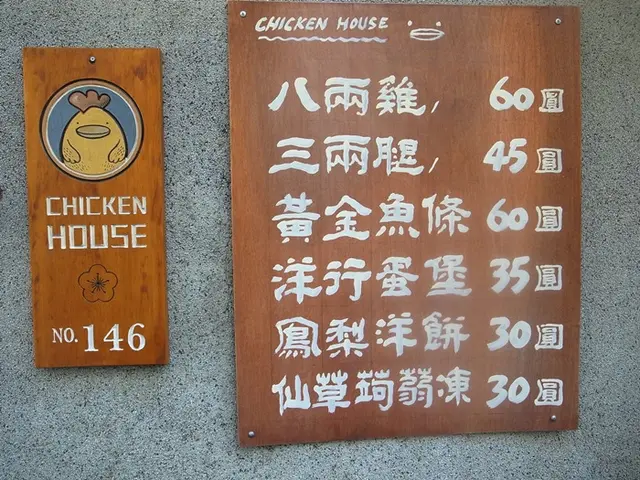 CHICKEN
HOUSE
NO. 146
CHICKEN HOUSE
八兩雞, 60圓
三兩腿, 45圓
黃金魚條 60圓
洋行蛋堡 35圓
鳳梨洋餅 30圓
仙草蒟蒻凍 30圓